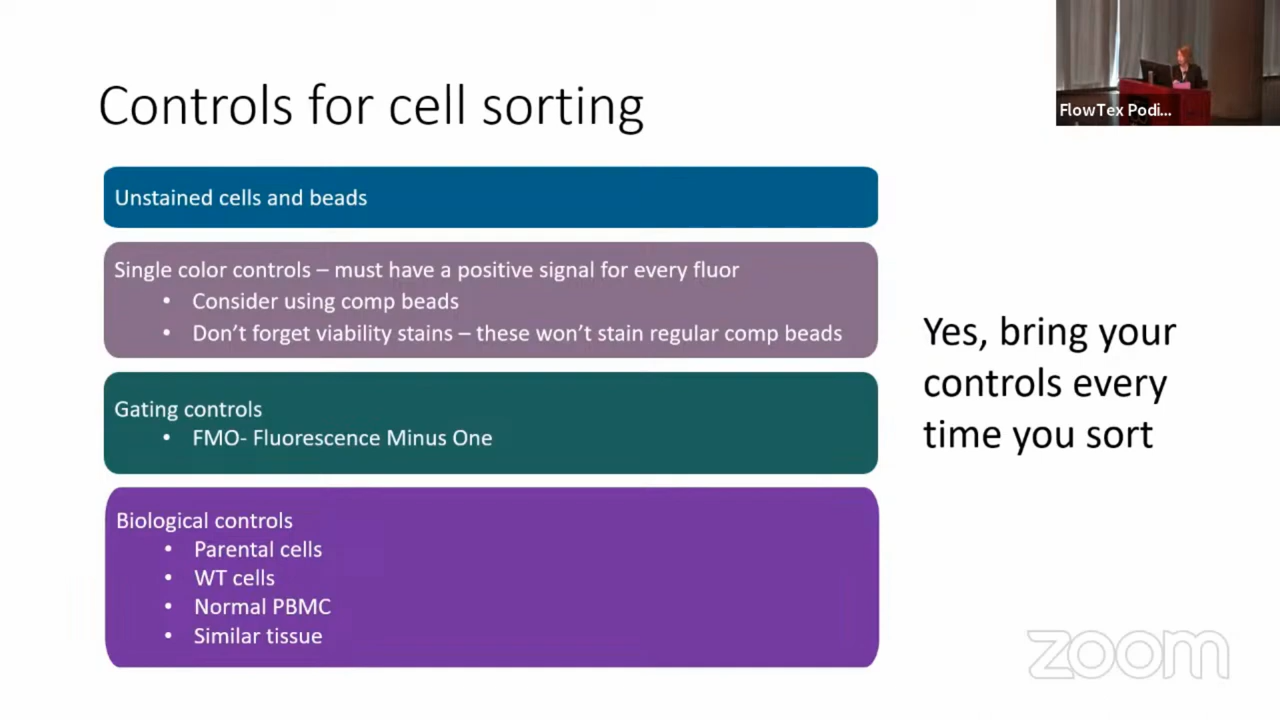 Controls for cell sorting
FlowTex Podi...
Unstained cells and beads
Single color controls – must have a positive signal for every fluor
• Consider using comp beads
• Don't forget viability stains – these won't stain regular comp beads
Gating controls
• FMO- Fluorescence Minus One
Biological controls
• Parental cells
• WT cells
• Normal PBMC
• Similar tissue
Yes, bring your
controls every
time you sort
zoom